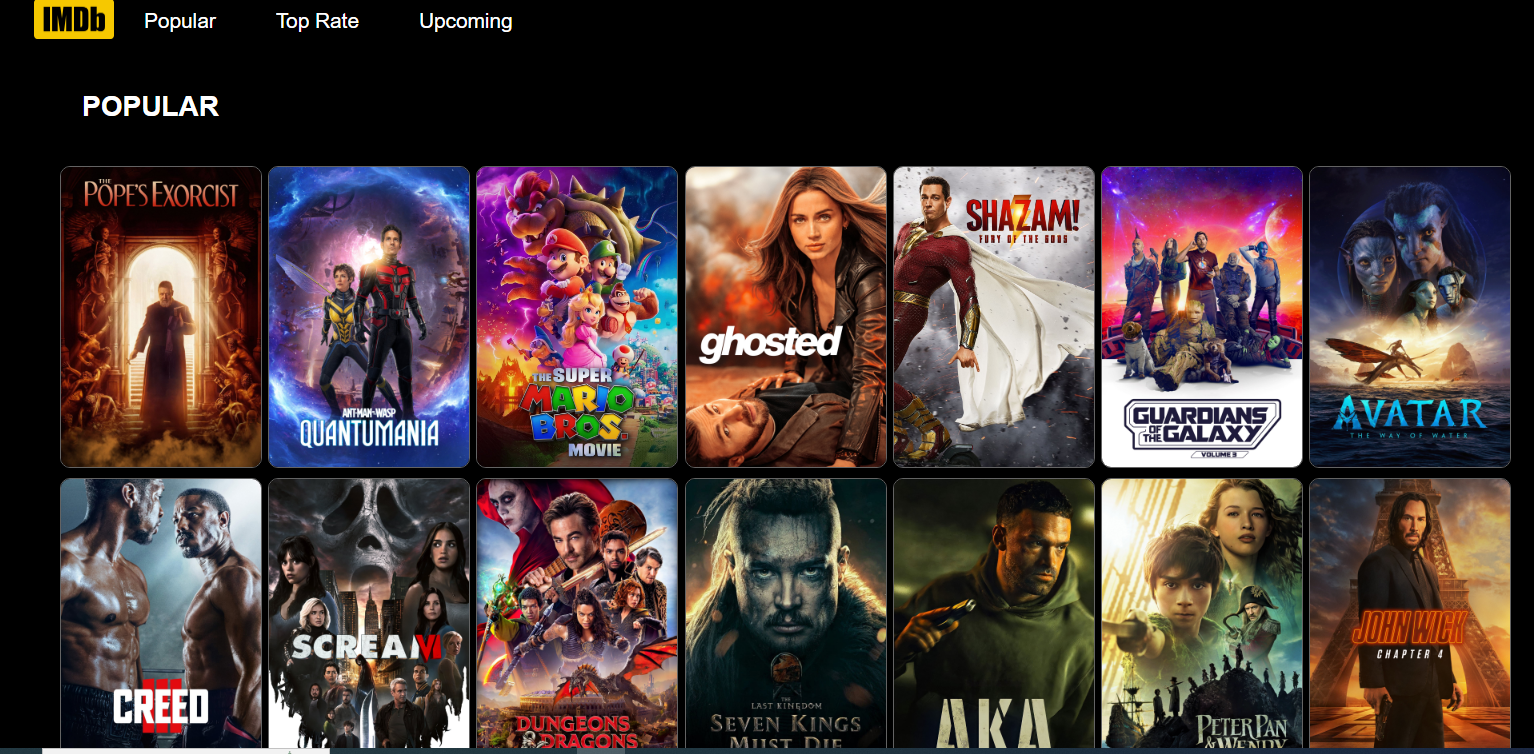 IMDb Popular Top Rate Upcoming
POPULAR
THE
POPE'S EXORCIST
ANT-MAN AND THE WASP
QUANTUMANIA
THE SUPER
MARIO
BROS.
MOVIE
ghosted
SHAZAM!
FURY OF THE GODS
GUARDIANS
OF THE
GALAXY
VOLUME 3
AVATAR
THE WAY OF WATER
CREED
III
SCREAM VI
DUNGEONS
& DRAGONS
THE
LAST KINGDOM
SEVEN KINGS
MUST DIE
AKA
PETER PAN
& WENDY
JOHN WICK
CHAPTER 4